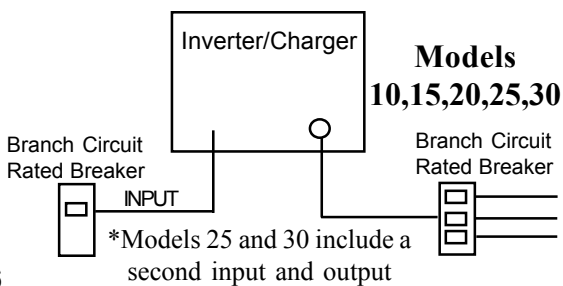 Inverter/Charger
Models
10,15,20,25,30
Branch Circuit
Rated Breaker
Branch Circuit
Rated Breaker
INPUT
*Models 25 and 30 include a
second input and output